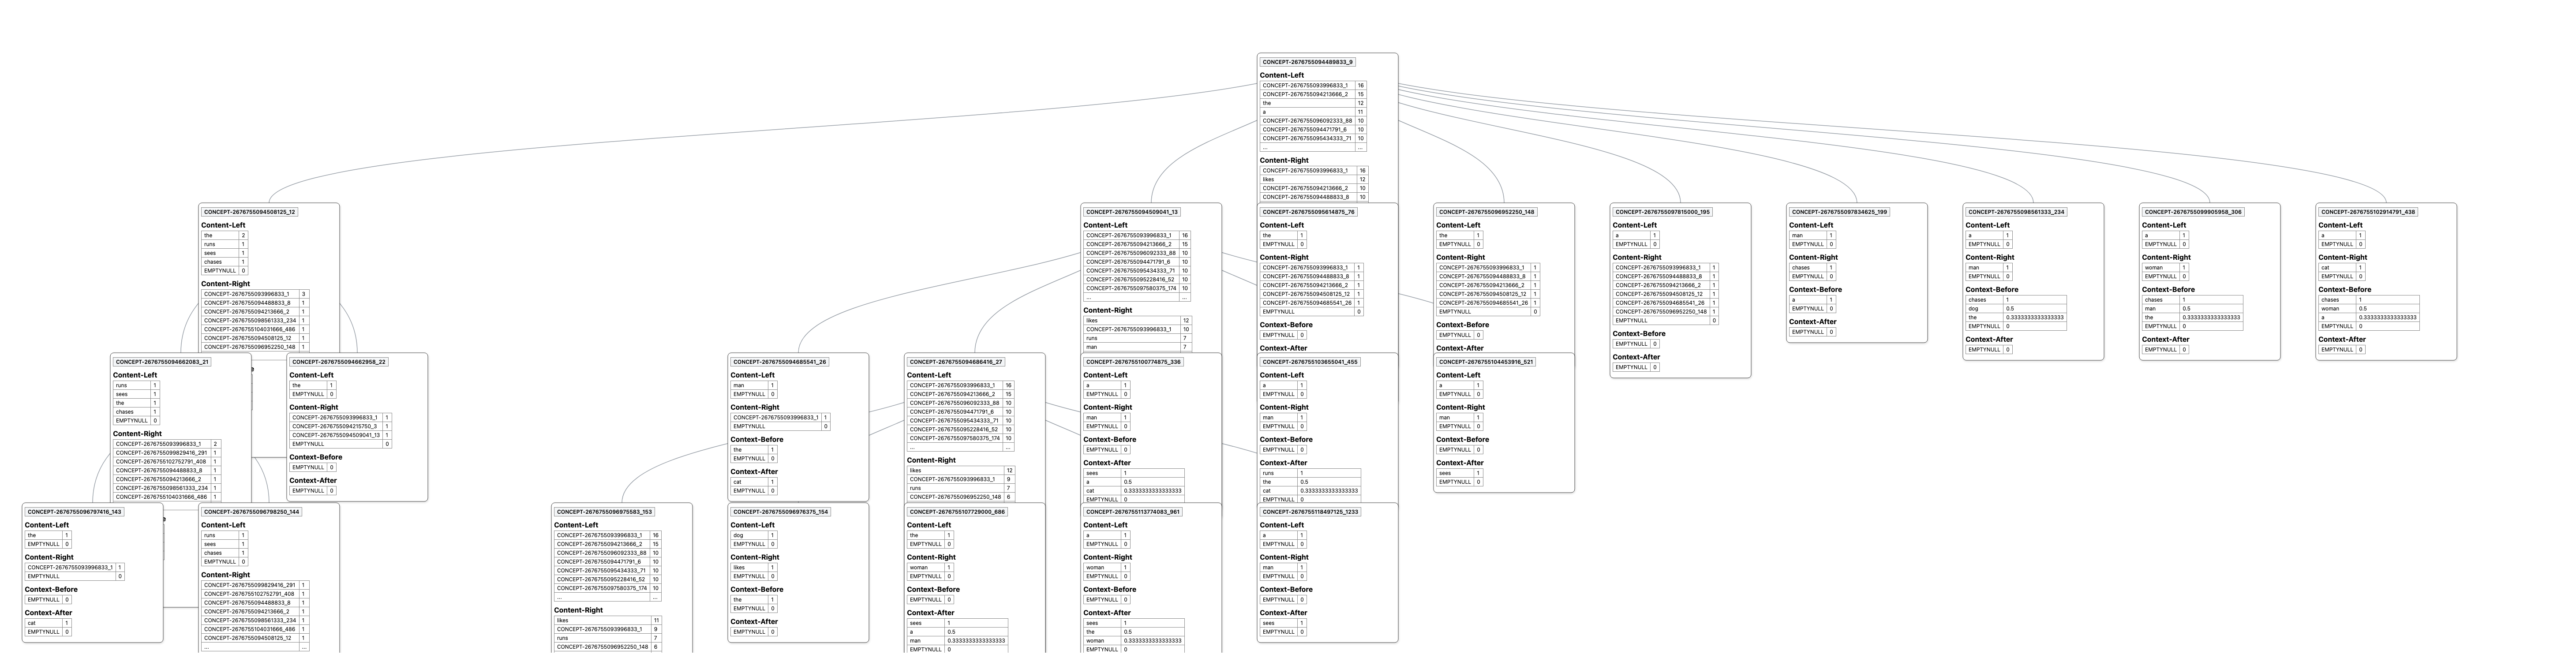 CONCEPT-2676755094489833_9
Content-Left
CONCEPT-2676755093996833_1 16
CONCEPT-2676755094213666_2 15
the 12
a 11
CONCEPT-2676755096092333_88 10
CONCEPT-2676755094471791_6 10
CONCEPT-2676755095434333_71 10
... ...
Content-Right
CONCEPT-2676755093996833_1 16
likes 12
CONCEPT-2676755094213666_2 10
CONCEPT-2676755094488833_8 10
CONCEPT-2676755094508125_12
Content-Left
the 2
runs 1
sees 1
chases 1
EMPTYNULL 0
Content-Right
CONCEPT-2676755093996833_1 3
CONCEPT-2676755094488833_8 1
CONCEPT-2676755094213666_2 1
CONCEPT-2676755098561333_234 1
CONCEPT-2676755104031666_486 1
CONCEPT-2676755094508125_12 1
CONCEPT-2676755096952250_148 1
CONCEPT-2676755094509041_13
Content-Left
CONCEPT-2676755093996833_1 16
CONCEPT-2676755094213666_2 15
CONCEPT-2676755096092333_88 10
CONCEPT-2676755094471791_6 10
CONCEPT-2676755095434333_71 10
CONCEPT-2676755095228416_52 10
CONCEPT-2676755097580375_174 10
... ...
Content-Right
likes 12
CONCEPT-2676755093996833_1 10
runs 7
man 7
CONCEPT-2676755095614875_76
Content-Left
the 1
EMPTYNULL 0
Content-Right
CONCEPT-2676755093996833_1 1
CONCEPT-2676755094488833_8 1
CONCEPT-2676755094213666_2 1
CONCEPT-2676755094508125_12 1
CONCEPT-2676755094685541_26 1
EMPTYNULL 0
Context-Before
EMPTYNULL 0
Context-After
CONCEPT-2676755096952250_148
Content-Left
the 1
EMPTYNULL 0
Content-Right
CONCEPT-2676755093996833_1 1
CONCEPT-2676755094488833_8 1
CONCEPT-2676755094213666_2 1
CONCEPT-2676755094508125_12 1
CONCEPT-2676755094685541_26 1
EMPTYNULL 0
Context-Before
EMPTYNULL 0
Context-After
CONCEPT-2676755097815000_195
Content-Left
a 1
EMPTYNULL 0
Content-Right
CONCEPT-2676755093996833_1 1
CONCEPT-2676755094488833_8 1
CONCEPT-2676755094213666_2 1
CONCEPT-2676755094508125_12 1
CONCEPT-2676755094685541_26 1
CONCEPT-2676755096952250_148 1
EMPTYNULL 0
Context-Before
EMPTYNULL 0
Context-After
EMPTYNULL 0
CONCEPT-2676755097834625_199
Content-Left
man 1
EMPTYNULL 0
Content-Right
chases 1
EMPTYNULL 0
Context-Before
a 1
EMPTYNULL 0
Context-After
EMPTYNULL 0
CONCEPT-2676755098561333_234
Content-Left
a 1
EMPTYNULL 0
Content-Right
man 1
EMPTYNULL 0
Context-Before
chases 1
dog 0.5
the 0.3333333333333333
EMPTYNULL 0
Context-After
EMPTYNULL 0
CONCEPT-2676755099905958_306
Content-Left
a 1
EMPTYNULL 0
Content-Right
woman 1
EMPTYNULL 0
Context-Before
chases 1
man 0.5
the 0.3333333333333333
EMPTYNULL 0
Context-After
EMPTYNULL 0
CONCEPT-2676755102914791_438
Content-Left
a 1
EMPTYNULL 0
Content-Right
cat 1
EMPTYNULL 0
Context-Before
chases 1
woman 0.5
a 0.3333333333333333
EMPTYNULL 0
Context-After
EMPTYNULL 0
CONCEPT-2676755094662083_21
Content-Left
runs 1
sees 1
the 1
chases 1
EMPTYNULL 0
Content-Right
CONCEPT-2676755093996833_1 2
CONCEPT-2676755099829416_291 1
CONCEPT-2676755102752791_408 1
CONCEPT-2676755094488833_8 1
CONCEPT-2676755094213666_2 1
CONCEPT-2676755098561333_234 1
CONCEPT-2676755104031666_486 1
CONCEPT-2676755094662958_22
Content-Left
the 1
EMPTYNULL 0
Content-Right
CONCEPT-2676755093996833_1 1
CONCEPT-2676755094215750_3 1
CONCEPT-2676755094509041_13 1
EMPTYNULL 0
Context-Before
EMPTYNULL 0
Context-After
EMPTYNULL 0
CONCEPT-2676755094685541_26
Content-Left
man 1
EMPTYNULL 0
Content-Right
CONCEPT-2676755093996833_1 1
EMPTYNULL 0
Context-Before
the 1
EMPTYNULL 0
Context-After
cat 1
EMPTYNULL 0
CONCEPT-2676755094686416_27
Content-Left
CONCEPT-2676755093996833_1 16
CONCEPT-2676755094213666_2 15
CONCEPT-2676755096092333_88 10
CONCEPT-2676755094471791_6 10
CONCEPT-2676755095434333_71 10
CONCEPT-2676755095228416_52 10
CONCEPT-2676755097580375_174 10
... ...
Content-Right
likes 12
CONCEPT-2676755093996833_1 9
runs 7
CONCEPT-2676755096952250_148 6
CONCEPT-2676755100774875_336
Content-Left
a 1
EMPTYNULL 0
Content-Right
man 1
EMPTYNULL 0
Context-Before
EMPTYNULL 0
Context-After
sees 1
a 0.5
cat 0.3333333333333333
EMPTYNULL 0
CONCEPT-2676755103655041_455
Content-Left
a 1
EMPTYNULL 0
Content-Right
man 1
EMPTYNULL 0
Context-Before
EMPTYNULL 0
Context-After
runs 1
the 0.5
cat 0.3333333333333333
EMPTYNULL 0
CONCEPT-2676755104453916_521
Content-Left
a 1
EMPTYNULL 0
Content-Right
man 1
EMPTYNULL 0
Context-Before
EMPTYNULL 0
Context-After
sees 1
EMPTYNULL 0
CONCEPT-2676755096797416_143
Content-Left
the 1
EMPTYNULL 0
Content-Right
CONCEPT-2676755093996833_1 1
EMPTYNULL 0
Context-Before
EMPTYNULL 0
Context-After
cat 1
EMPTYNULL 0
CONCEPT-2676755096798250_144
Content-Left
runs 1
sees 1
chases 1
EMPTYNULL 0
Content-Right
CONCEPT-2676755099829416_291 1
CONCEPT-2676755102752791_408 1
CONCEPT-2676755094488833_8 1
CONCEPT-2676755094213666_2 1
CONCEPT-2676755098561333_234 1
CONCEPT-2676755104031666_486 1
CONCEPT-2676755094508125_12 1
... ...
CONCEPT-2676755096975583_153
Content-Left
CONCEPT-2676755093996833_1 16
CONCEPT-2676755094213666_2 15
CONCEPT-2676755096092333_88 10
CONCEPT-2676755094471791_6 10
CONCEPT-2676755095434333_71 10
CONCEPT-2676755095228416_52 10
CONCEPT-2676755097580375_174 10
... ...
Content-Right
likes 11
CONCEPT-2676755093996833_1 9
runs 7
CONCEPT-2676755096952250_148 6
CONCEPT-2676755096976375_154
Content-Left
dog 1
EMPTYNULL 0
Content-Right
likes 1
EMPTYNULL 0
Context-Before
the 1
EMPTYNULL 0
Context-After
EMPTYNULL 0
CONCEPT-2676755107729000_686
Content-Left
the 1
EMPTYNULL 0
Content-Right
woman 1
EMPTYNULL 0
Context-Before
EMPTYNULL 0
Context-After
sees 1
a 0.5
man 0.3333333333333333
EMPTYNULL 0
CONCEPT-2676755113774083_961
Content-Left
a 1
EMPTYNULL 0
Content-Right
woman 1
EMPTYNULL 0
Context-Before
EMPTYNULL 0
Context-After
sees 1
the 0.5
woman 0.3333333333333333
EMPTYNULL 0
CONCEPT-2676755118497125_1233
Content-Left
a 1
EMPTYNULL 0
Content-Right
man 1
EMPTYNULL 0
Context-Before
EMPTYNULL 0
Context-After
sees 1
EMPTYNULL 0